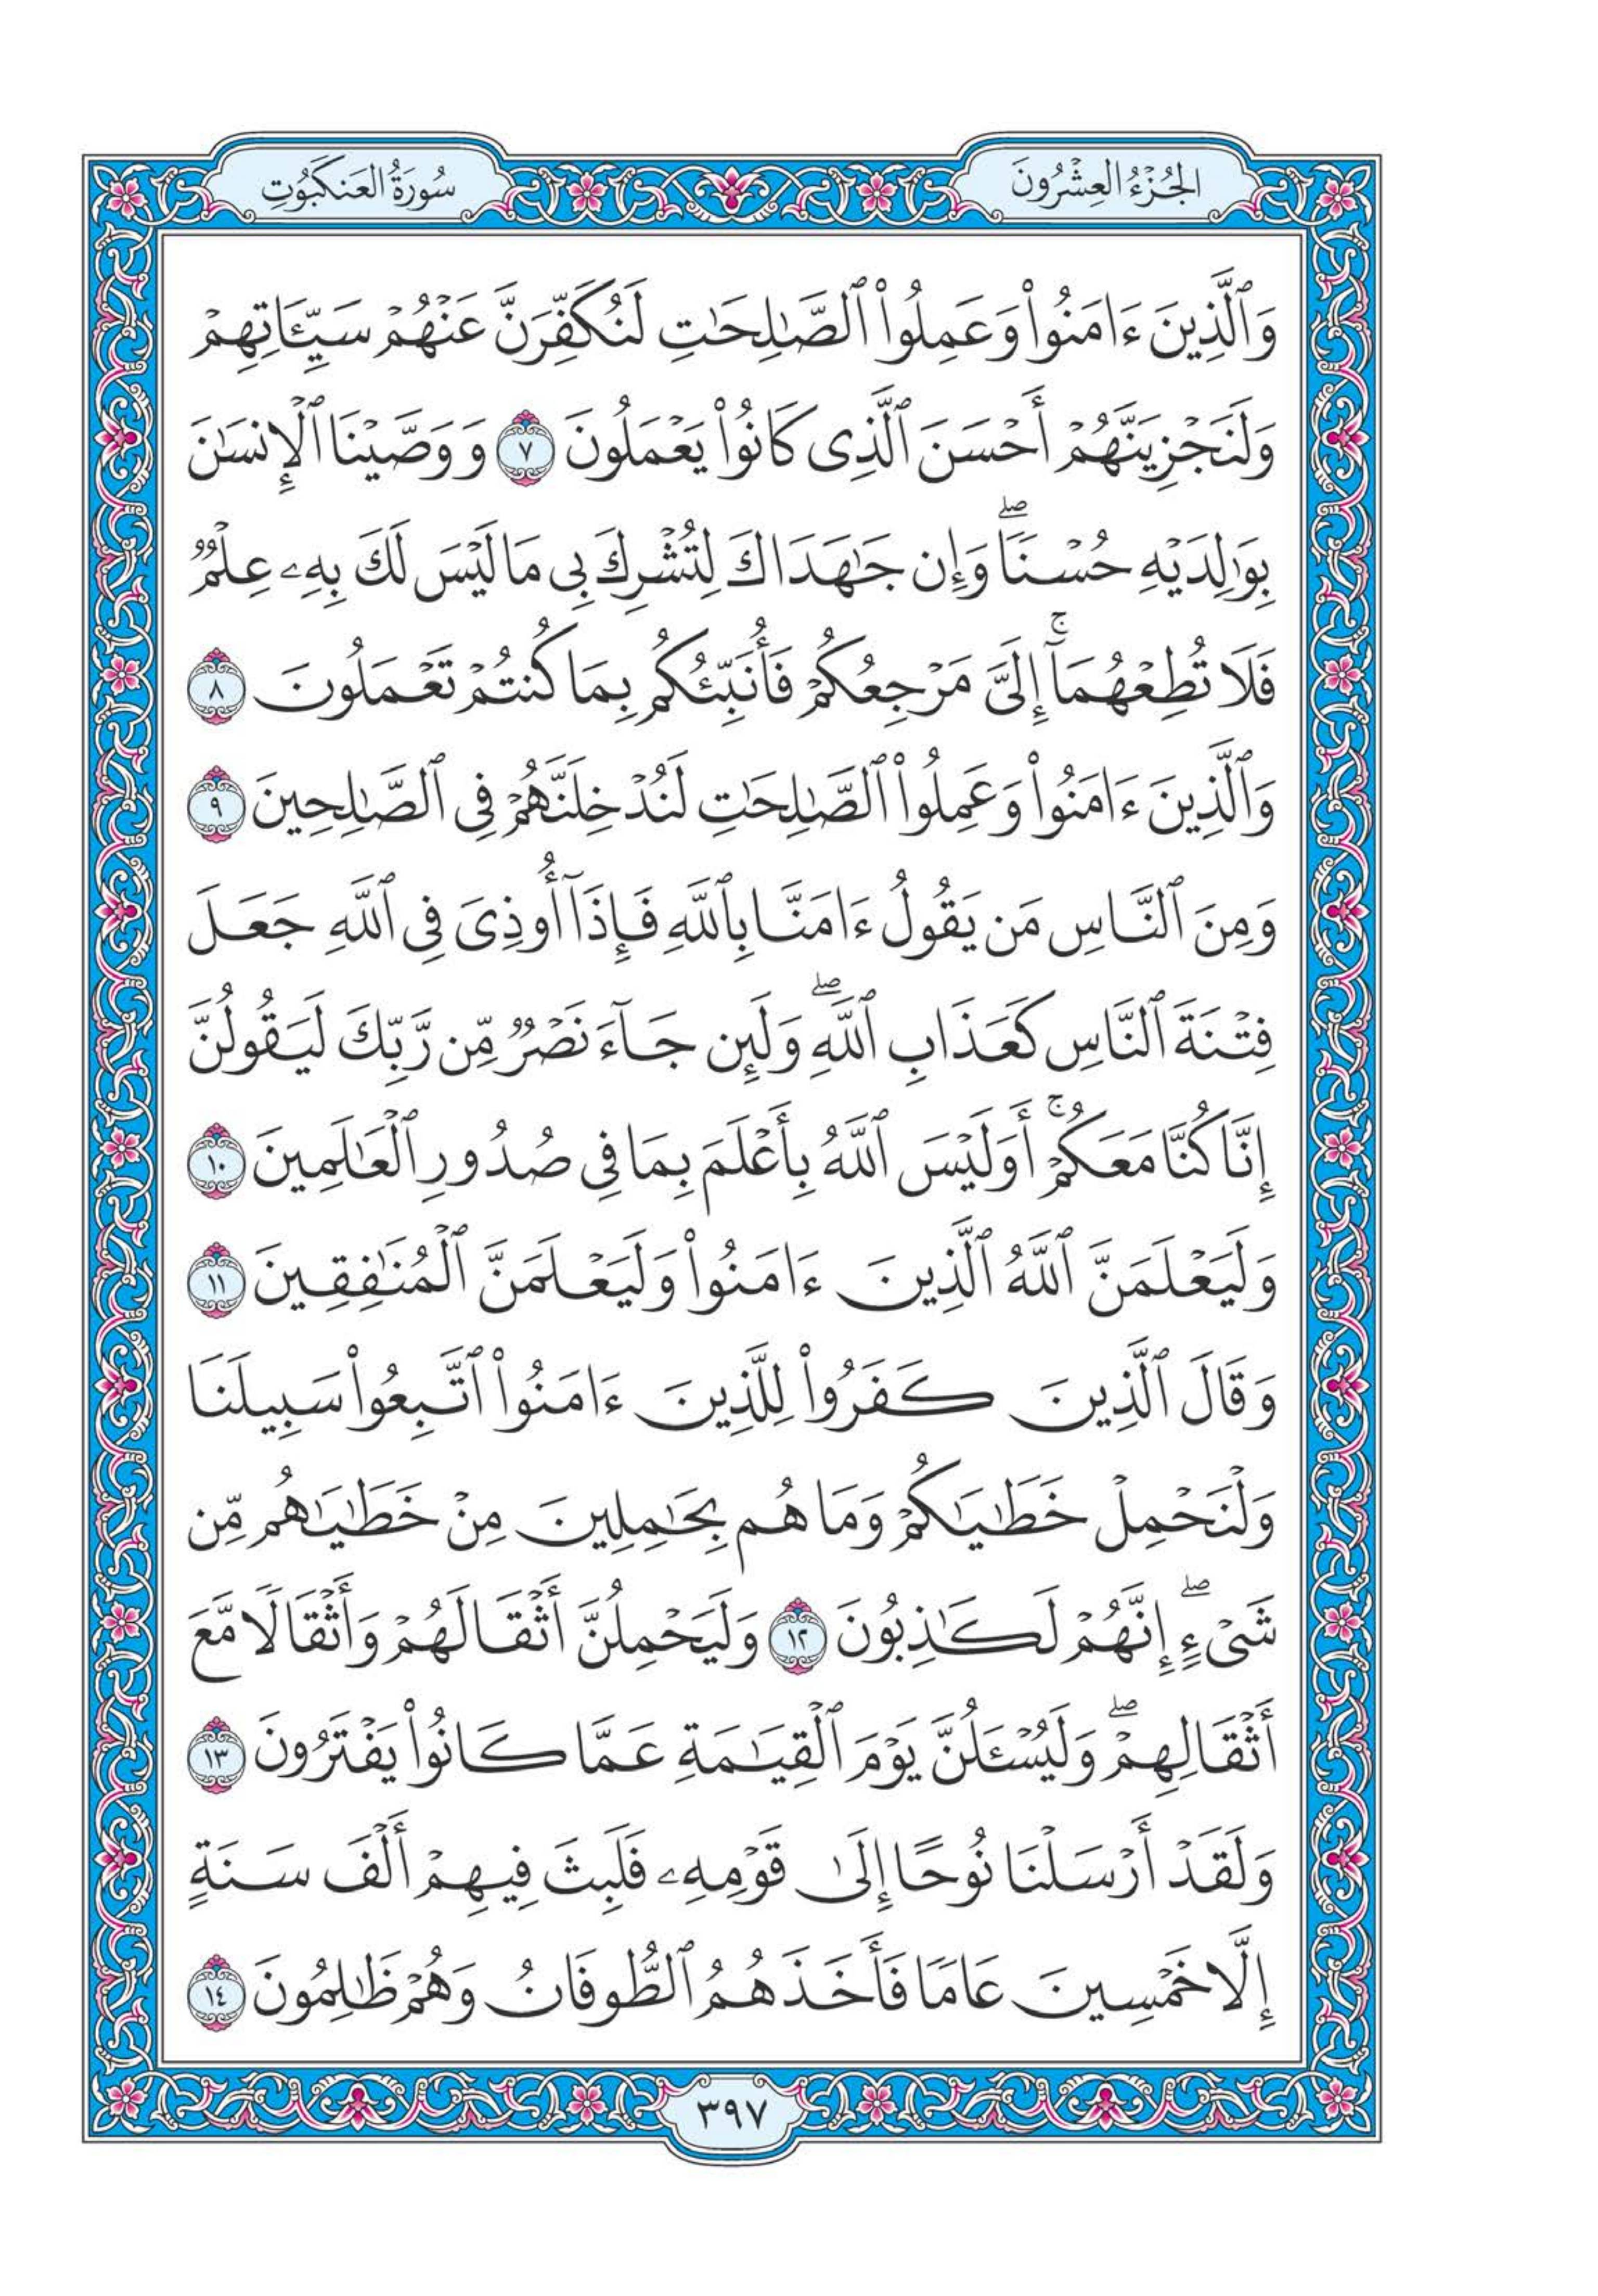 الجُزْءُ العِشْرُونَ
سُورَةُ العَنكَبُوتِ
وَٱلَّذِينَ ءَامَنُوا۟ وَعَمِلُوا۟ ٱلصَّـٰلِحَـٰتِ لَنُكَفِّرَنَّ عَنْهُمْ سَيِّـَٔاتِهِمْ
وَلَنَجْزِيَنَّهُمْ أَحْسَنَ ٱلَّذِى كَانُوا۟ يَعْمَلُونَ ٧ وَوَصَّيْنَا ٱلْإِنسَـٰنَ
بِوَٰلِدَيْهِ حُسْنًا ۖ وَإِن جَـٰهَدَاكَ لِتُشْرِكَ بِى مَا لَيْسَ لَكَ بِهِۦ عِلْمٌ
فَلَا تُطِعْهُمَآ ۚ إِلَىَّ مَرْجِعُكُمْ فَأُنَبِّئُكُم بِمَا كُنتُمْ تَعْمَلُونَ ٨
وَٱلَّذِينَ ءَامَنُوا۟ وَعَمِلُوا۟ ٱلصَّـٰلِحَـٰتِ لَنُدْخِلَنَّهُمْ فِى ٱلصَّـٰلِحِينَ ٩
وَمِنَ ٱلنَّاسِ مَن يَقُولُ ءَامَنَّا بِٱللَّهِ فَإِذَآ أُوذِىَ فِى ٱللَّهِ جَعَلَ
فِتْنَةَ ٱلنَّاسِ كَعَذَابِ ٱللَّهِ ۖ وَلَئِن جَآءَ نَصْرٌ مِّن رَّبِّكَ لَيَقُولُنَّ
إِنَّا كُنَّا مَعَكُمْ ۚ أَوَلَيْسَ ٱللَّهُ بِأَعْلَمَ بِمَا فِى صُدُورِ ٱلْعَـٰلَمِينَ ١٠
وَلَيَعْلَمَنَّ ٱللَّهُ ٱلَّذِينَ ءَامَنُوا۟ وَلَيَعْلَمَنَّ ٱلْمُنَـٰفِقِينَ ١١
وَقَالَ ٱلَّذِينَ كَفَرُوا۟ لِلَّذِينَ ءَامَنُوا۟ ٱتَّبِعُوا۟ سَبِيلَنَا
وَلْنَحْمِلْ خَطَـٰيَـٰكُمْ وَمَا هُم بِحَـٰمِلِينَ مِنْ خَطَـٰيَـٰهُم مِّن
شَىْءٍ ۖ إِنَّهُمْ لَكَـٰذِبُونَ ١٢ وَلَيَحْمِلُنَّ أَثْقَالَهُمْ وَأَثْقَالًا مَّعَ
أَثْقَالِهِمْ ۖ وَلَيُسْـَٔلُنَّ يَوْمَ ٱلْقِيَـٰمَةِ عَمَّا كَانُوا۟ يَفْتَرُونَ ١٣
وَلَقَدْ أَرْسَلْنَا نُوحًا إِلَىٰ قَوْمِهِۦ فَلَبِثَ فِيهِمْ أَلْفَ سَنَةٍ
إِلَّا خَمْسِينَ عَامًا فَأَخَذَهُمُ ٱلطُّوفَانُ وَهُمْ ظَـٰلِمُونَ ١٤
٣٩٧